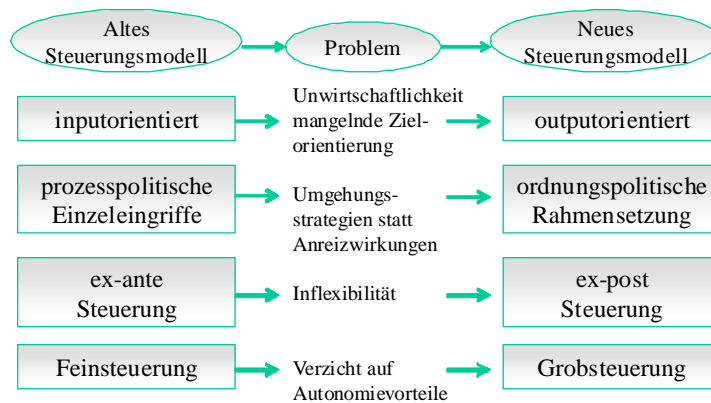 Altes
Steuerungsmodell
Problem
Neues
Steuerungsmodell
inputorientiert
Unwirtschaftlichkeit
mangelnde Ziel-
orientierung
outputorientiert
prozesspolitische
Einzeleingriffe
Umgehungs-
strategien statt
Anreizwirkungen
ordnungspolitische
Rahmensetzung
ex-ante
Steuerung
Inflexibilität
ex-post
Steuerung
Feinsteuerung
Verzicht auf
Autonomievorteile
Grobsteuerung